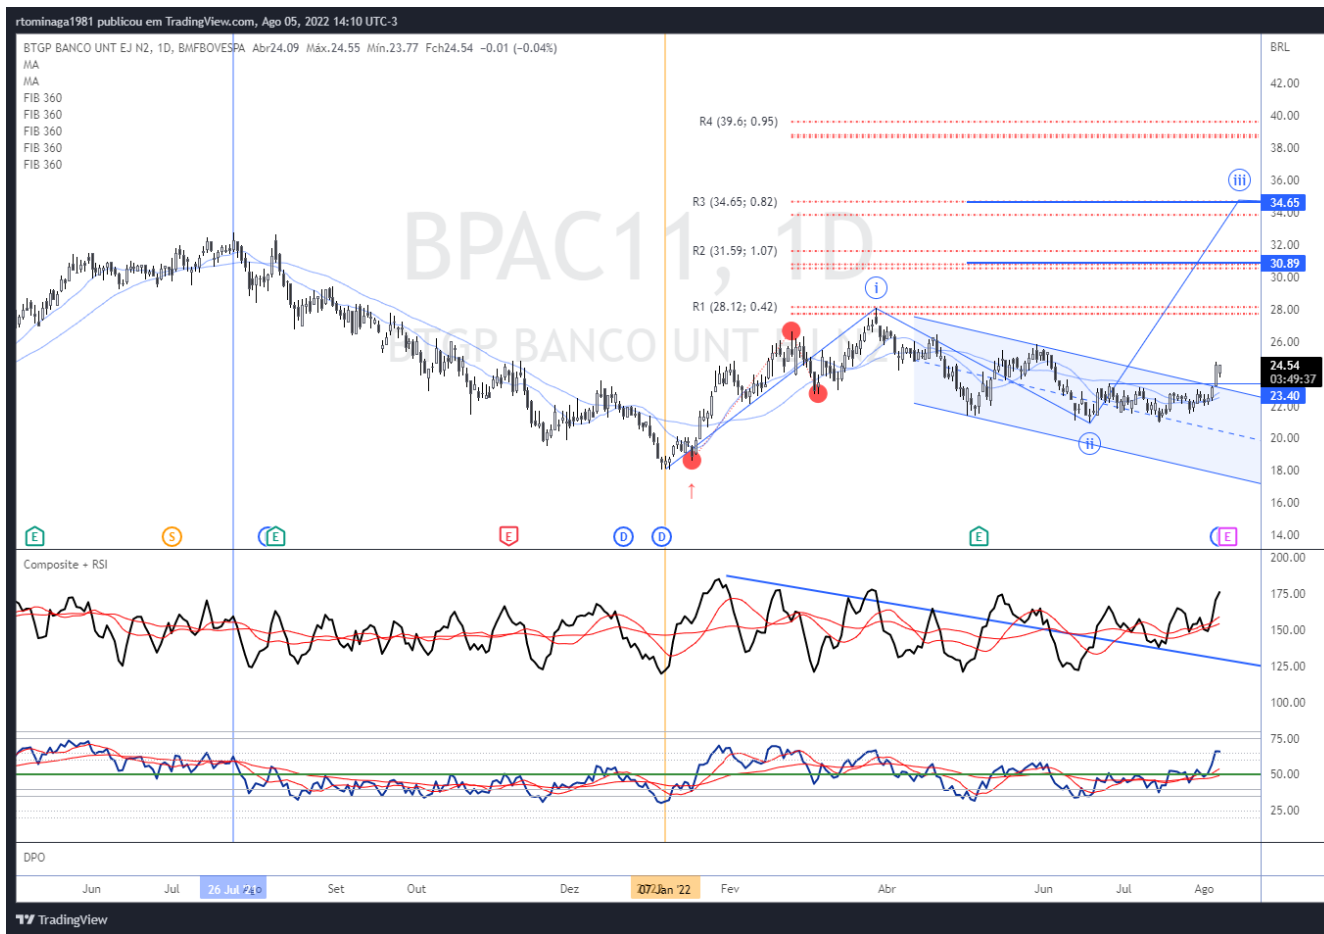 rtominaga1981 publicou em TradingView.com, Ago 05, 2022 14:10 UTC-3
BTGP BANCO UNT EJ N2, 1D, BMFBOVESPA Abr24.09 Máx.24.55 Mín.23.77 Fch24.54 −0.01 (−0.04%)
BRL
MA
MA
FIB 360
FIB 360
FIB 360
FIB 360
FIB 360
BPAC11, 1D
BTGP BANCO UNT EJ N2
R4 (39.6; 0.95)
R3 (34.65; 0.82)
R2 (31.59; 1.07)
R1 (28.12; 0.42)
i
ii
iii
42.00
40.00
38.00
36.00
34.65
34.00
32.00
30.89
30.00
28.00
26.00
24.54
03:49:37
23.40
22.00
20.00
18.00
16.00
14.00
E
S
E
E
D
D
E
E
Composite + RSI
200.00
175.00
150.00
125.00
100.00
75.00
50.00
25.00
DPO
Jun
Jul
26 Jul '21
Set
Out
Dez
07 Jan '22
Fev
Abr
Jun
Jul
Ago
TradingView